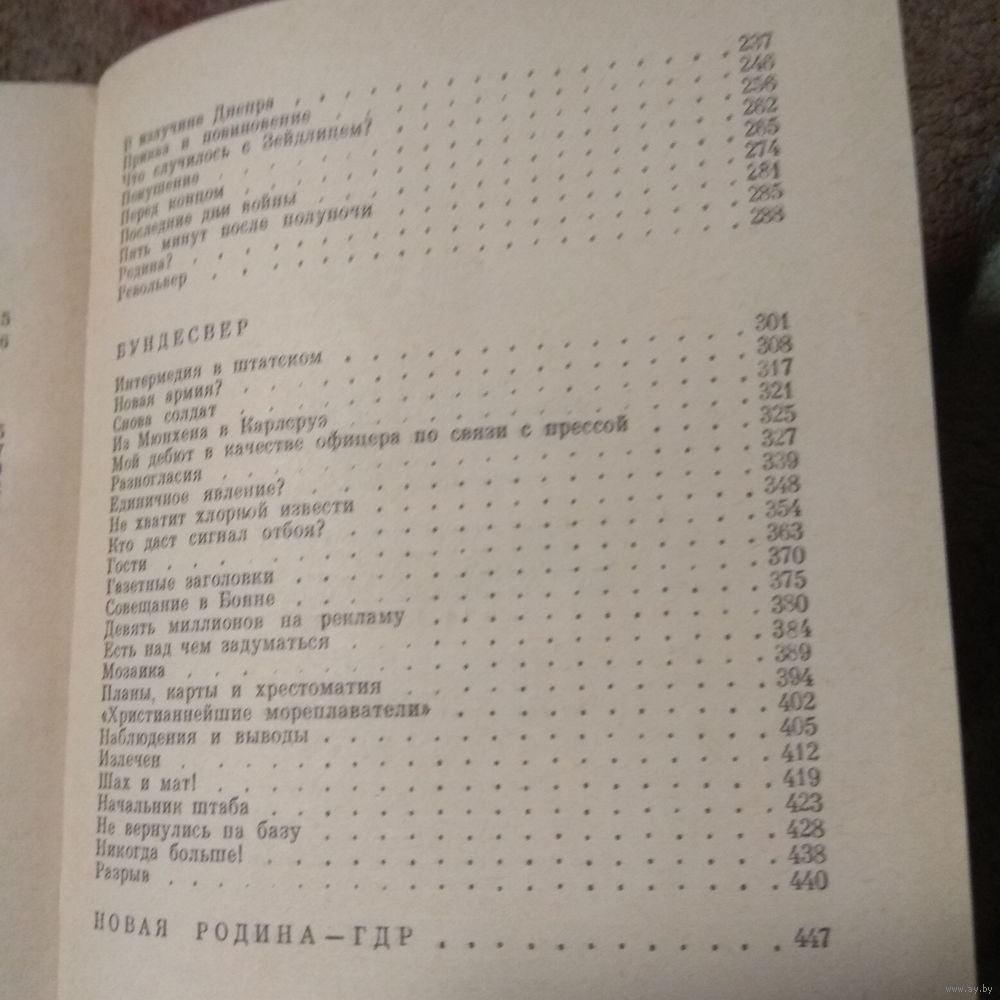 В излучине Днепра . . . . . . . . . . 237
Приказ и повиновение . . . . . . . . . . 246
Что случилось с Зейдлицем? . . . . . . . . . . 256
Покушение . . . . . . . . . . 262
Перед концом . . . . . . . . . . 265
Последние дни войны . . . . . . . . . . 274
Пять минут после полуночи . . . . . . . . . . 281
Родина? . . . . . . . . . . 285
Револьвер . . . . . . . . . . 288
БУНДЕСВЕР
Интермедия в штатском . . . . . . . . . . 301
Новая армия? . . . . . . . . . . 308
Снова солдат . . . . . . . . . . 317
Из Мюнхена в Карлсруэ . . . . . . . . . . 321
Мой дебют в качестве офицера по связи с прессой . . . . 325
Разногласия . . . . . . . . . . 327
Единичное явление? . . . . . . . . . . 339
Не хватит хлорной извести . . . . . . . . . . 348
Кто даст сигнал отбоя? . . . . . . . . . . 354
Гости . . . . . . . . . . 363
Газетные заголовки . . . . . . . . . . 370
Совещание в Бонне . . . . . . . . . . 375
Девять миллионов на рекламу . . . . . . . . . . 380
Есть над чем задуматься . . . . . . . . . . 384
Мозаика . . . . . . . . . . 389
Планы, карты и хрестоматия . . . . . . . . . . 394
«Христианнейшие мореплаватели» . . . . . . . . . . 402
Наблюдения и выводы . . . . . . . . . . 405
Излечен . . . . . . . . . . 412
Шах и мат! . . . . . . . . . . 419
Начальник штаба . . . . . . . . . . 423
Не вернулись на базу . . . . . . . . . . 428
Никогда больше! . . . . . . . . . . 438
Разрыв . . . . . . . . . . 440
НОВАЯ РОДИНА—ГДР . . . . . . . . . . 447
www.ay.by